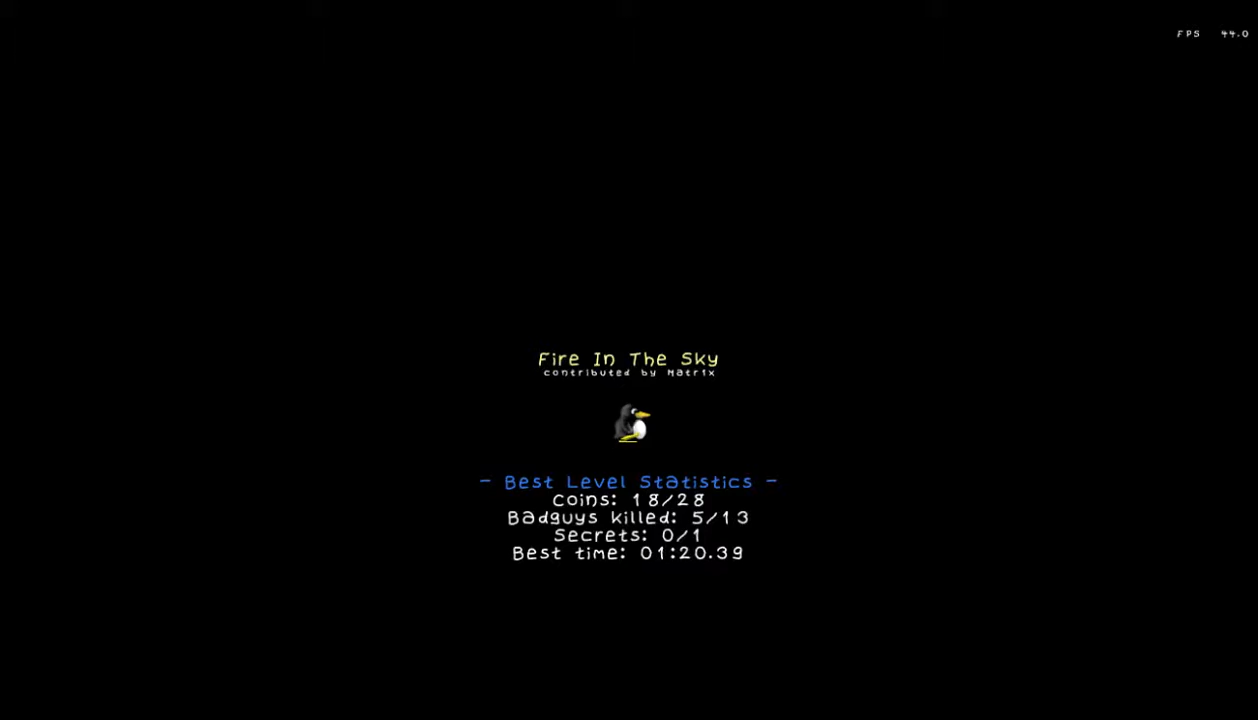 FPS 44.0
Fire In The Sky
contributed by Matr1x
- Best Level Statistics -
Coins: 18/28
Badguys killed: 5/13
Secrets: 0/1
Best time: 01:20.39